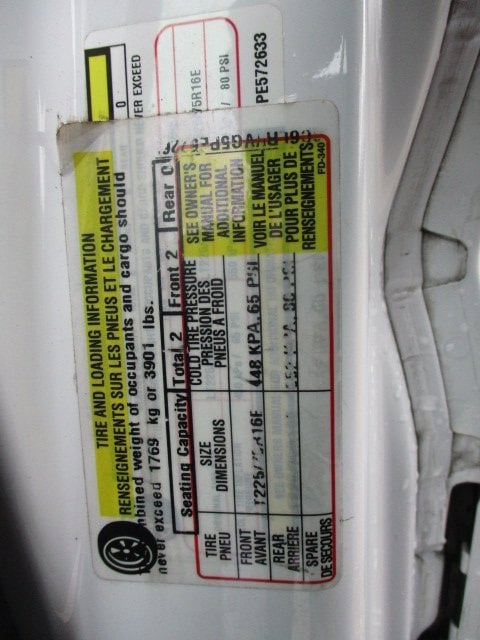 TIRE AND LOADING INFORMATION
RENSEIGNEMENTS SUR LES PNEUS ET LE CHARGEMENT
mbined weight of occupants and cargo should
never exceed 1769 kg or 3901 lbs.
Seating Capacity Total 2 Front 2 Rear 0
TIRE
PNEU
SIZE
DIMENSIONS
COLD TIRE PRESSURE
PRESSION DES
PNEUS A FROID
SEE OWNER'S
MANUAL FOR
ADDITIONAL
INFORMATION
FRONT
AVANT
448 KPA, 65 PSI
VOIR LE MANUEL
DE L'USAGER
POUR PLUS DE
RENSEIGNEMENTS
REAR
ARRIÈRE
SPARE
DE SECOURS
FD-340
0
VER EXCEED
75R16E
/ 80 PSI
PE572633